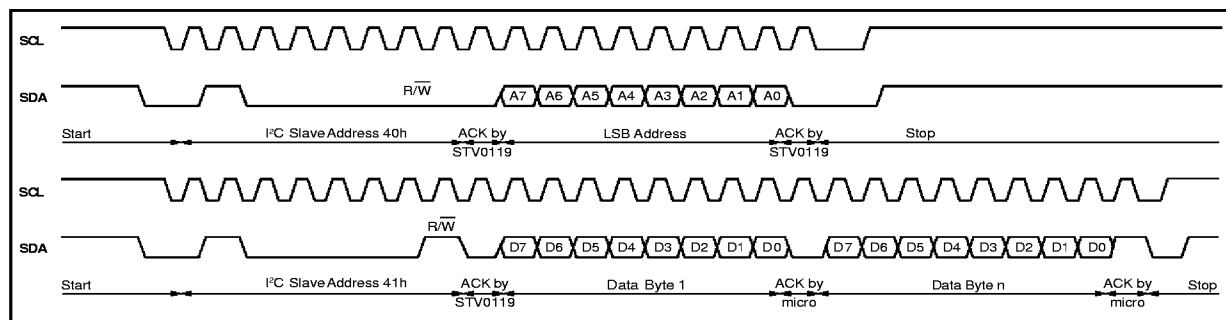 SCL
R/W
SDA A7 A6 A5 A4 A3 A2 A1 A0
Start I²C Slave Address 40h ACK by STV0119 LSB Address ACK by STV0119 Stop
SCL
R/W
SDA D7 D6 D5 D4 D3 D2 D1 D0 D7 D6 D5 D4 D3 D2 D1 D0
Start I²C Slave Address 41h ACK by STV0119 Data Byte 1 ACK by micro Data Byte n ACK by micro Stop